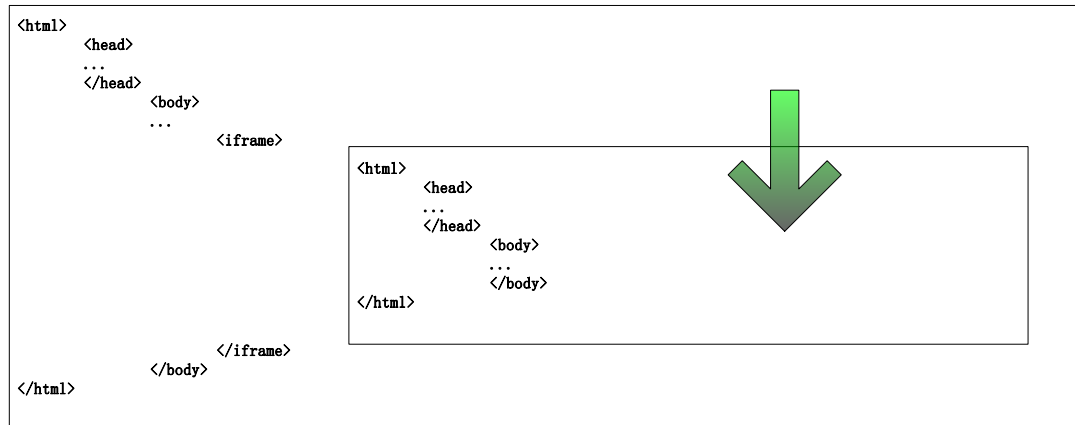 <html>
<head>
...
</head>
<body>
...
<iframe>
<html>
<head>
...
</head>
<body>
...
</body>
</html>
</iframe>
</body>
</html>